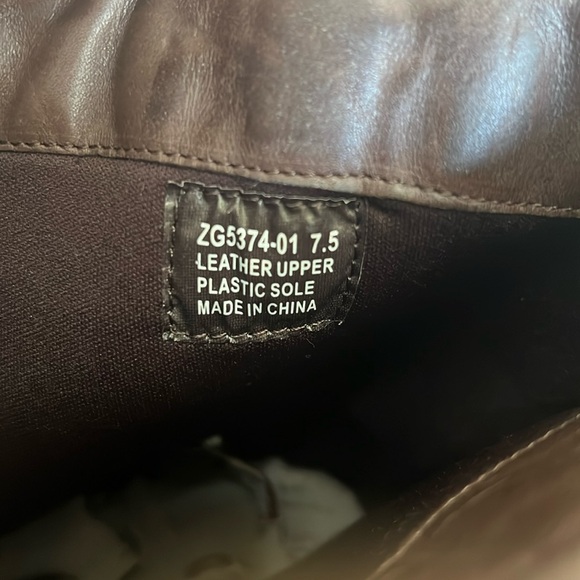 ZG5374-01 7.5
LEATHER UPPER
PLASTIC SOLE
MADE IN CHINA